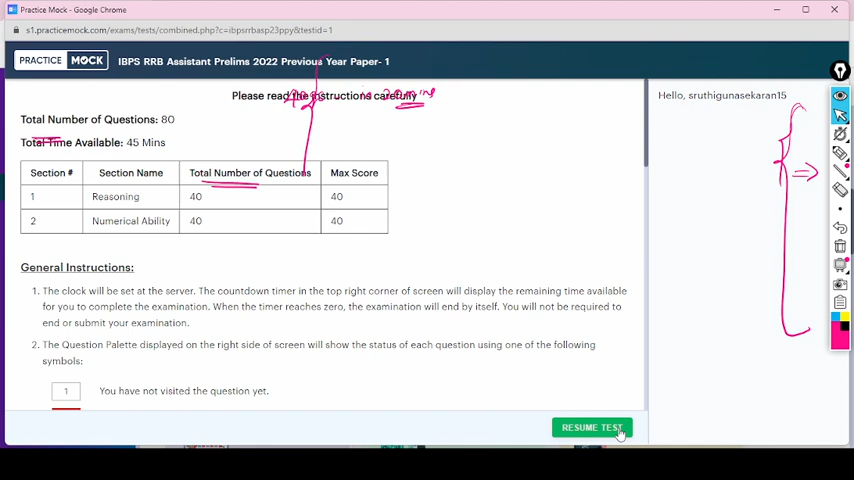 Practice Mock - Google Chrome
s1.practicemock.com/exams/tests/combined.php?c=ibpsrrbasp23ppy&testid=1
PRACTICE MOCK IBPS RRB Assistant Prelims 2022 Previous Year Paper- 1
Please read the instructions carefully
Hello, sruthigunasekaran15
Total Number of Questions: 80
Total Time Available: 45 Mins
Section # Section Name Total Number of Questions Max Score
1 Reasoning 40 40
2 Numerical Ability 40 40
General Instructions:
1. The clock will be set at the server. The countdown timer in the top right corner of screen will display the remaining time available
for you to complete the examination. When the timer reaches zero, the examination will end by itself. You will not be required to
end or submit your examination.
2. The Question Palette displayed on the right side of screen will show the status of each question using one of the following
symbols:
1 You have not visited the question yet.
RESUME TEST